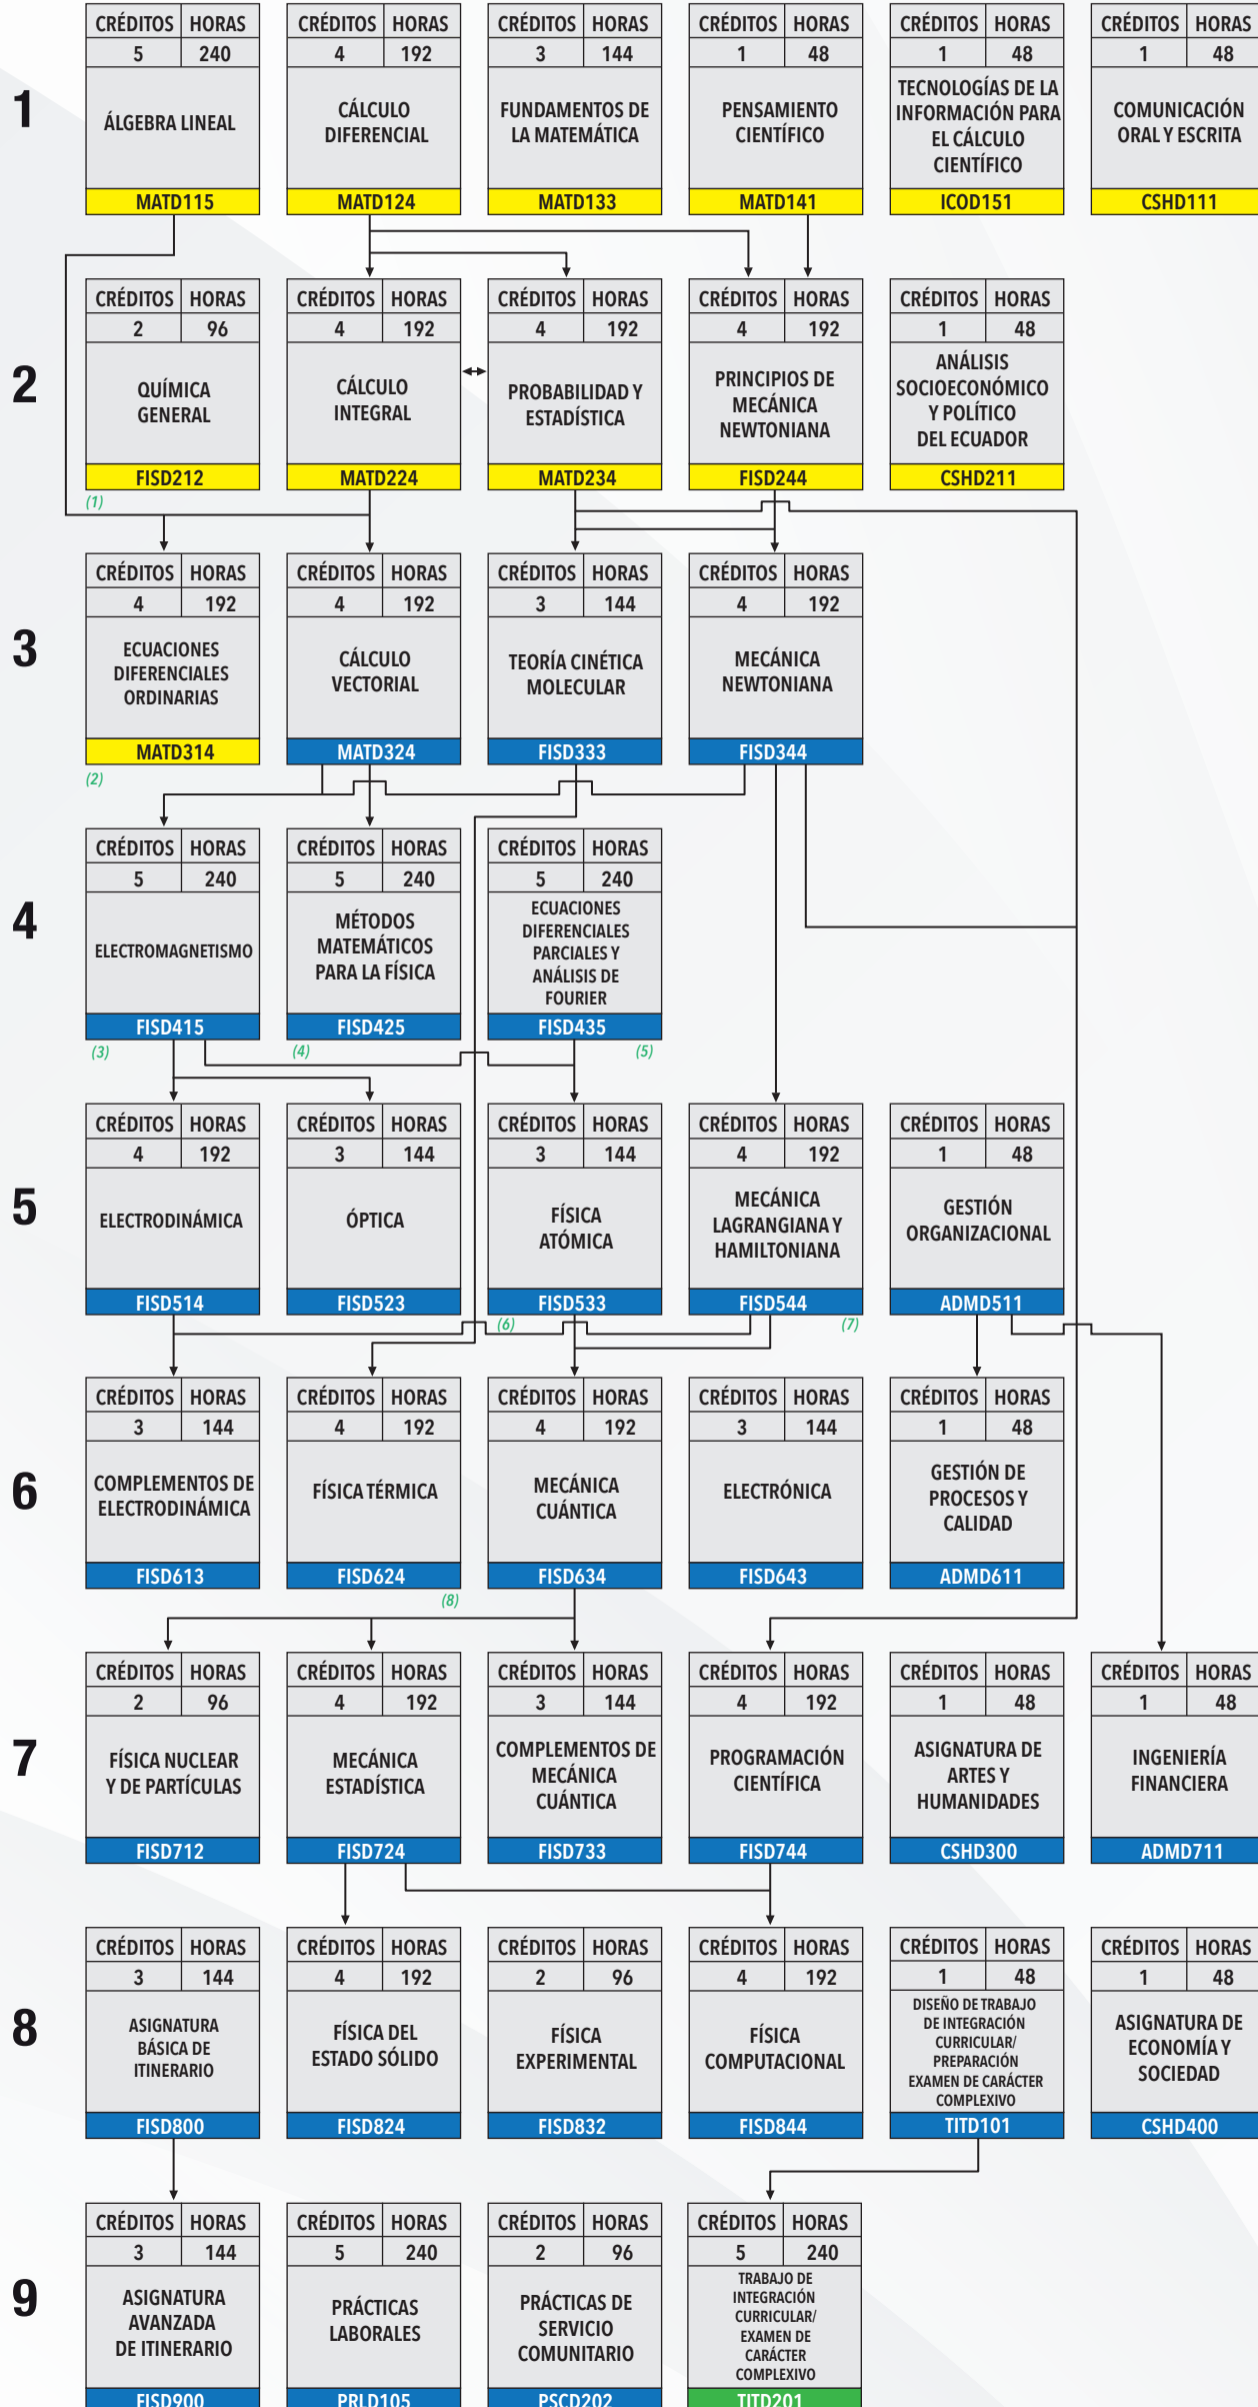 CRÉDITOS HORAS CRÉDITOS HORAS CRÉDITOS HORAS CRÉDITOS HORAS CRÉDITOS HORAS CRÉDITOS HORAS
5 240 4 192 3 144 1 48 1 48 1 48
1
ÁLGEBRA LINEAL
CÁLCULO
DIFERENCIAL
FUNDAMENTOS DE
LA MATEMÁTICA
PENSAMIENTO
CIENTÍFICO
TECNOLOGÍAS DE LA
INFORMACIÓN PARA
EL CÁLCULO
CIENTÍFICO
COMUNICACIÓN
ORAL Y ESCRITA
MATD115 MATD124 MATD133 MATD141 ICOD151 CSHD111
CRÉDITOS HORAS CRÉDITOS HORAS CRÉDITOS HORAS CRÉDITOS HORAS CRÉDITOS HORAS
2 96 4 192 4 192 4 192 1 48
2
QUÍMICA
GENERAL
CÁLCULO
INTEGRAL
PROBABILIDAD Y
ESTADÍSTICA
PRINCIPIOS DE
MECÁNICA
NEWTONIANA
ANÁLISIS
SOCIOECONÓMICO
Y POLÍTICO
DEL ECUADOR
FISD212 MATD224 MATD234 FISD244 CSHD211
(1)
CRÉDITOS HORAS CRÉDITOS HORAS CRÉDITOS HORAS CRÉDITOS HORAS
4 192 4 192 3 144 4 192
3
ECUACIONES
DIFERENCIALES
ORDINARIAS
CÁLCULO
VECTORIAL
TEORÍA CINÉTICA
MOLECULAR
MECÁNICA
NEWTONIANA
MATD314 MATD324 FISD333 FISD344
(2)
CRÉDITOS HORAS CRÉDITOS HORAS CRÉDITOS HORAS
5 240 5 240 5 240
4
ELECTROMAGNETISMO
MÉTODOS
MATEMÁTICOS
PARA LA FÍSICA
ECUACIONES
DIFERENCIALES
PARCIALES Y
ANÁLISIS DE
FOURIER
FISD415 FISD425 FISD435
(3) (4) (5)
CRÉDITOS HORAS CRÉDITOS HORAS CRÉDITOS HORAS CRÉDITOS HORAS CRÉDITOS HORAS
4 192 3 144 3 144 4 192 1 48
5
ELECTRODINÁMICA
ÓPTICA
FÍSICA
ATÓMICA
MECÁNICA
LAGRANGIANA Y
HAMILTONIANA
GESTIÓN
ORGANIZACIONAL
FISD514 FISD523 FISD533 FISD544 ADMD511
(6) (7)
CRÉDITOS HORAS CRÉDITOS HORAS CRÉDITOS HORAS CRÉDITOS HORAS CRÉDITOS HORAS
3 144 4 192 4 192 3 144 1 48
6
COMPLEMENTOS DE
ELECTRODINÁMICA
FÍSICA TÉRMICA
MECÁNICA
CUÁNTICA
ELECTRÓNICA
GESTIÓN DE
PROCESOS Y
CALIDAD
FISD613 FISD624 FISD634 FISD643 ADMD611
(8)
CRÉDITOS HORAS CRÉDITOS HORAS CRÉDITOS HORAS CRÉDITOS HORAS CRÉDITOS HORAS CRÉDITOS HORAS
2 96 4 192 3 144 4 192 1 48 1 48
7
FÍSICA NUCLEAR
Y DE PARTÍCULAS
MECÁNICA
ESTADÍSTICA
COMPLEMENTOS DE
MECÁNICA
CUÁNTICA
PROGRAMACIÓN
CIENTÍFICA
ASIGNATURA DE
ARTES Y
HUMANIDADES
INGENIERÍA
FINANCIERA
FISD712 FISD724 FISD733 FISD744 CSHD300 ADMD711
CRÉDITOS HORAS CRÉDITOS HORAS CRÉDITOS HORAS CRÉDITOS HORAS CRÉDITOS HORAS CRÉDITOS HORAS
3 144 4 192 2 96 4 192 1 48 1 48
8
ASIGNATURA
BÁSICA DE
ITINERARIO
FÍSICA DEL
ESTADO SÓLIDO
FÍSICA
EXPERIMENTAL
FÍSICA
COMPUTACIONAL
DISEÑO DE TRABAJO
DE INTEGRACIÓN
CURRICULAR/
PREPARACIÓN
EXAMEN DE CARÁCTER
COMPLEXIVO
ASIGNATURA DE
ECONOMÍA Y
SOCIEDAD
FISD800 FISD824 FISD832 FISD844 TITD101 CSHD400
CRÉDITOS HORAS CRÉDITOS HORAS CRÉDITOS HORAS CRÉDITOS HORAS
3 144 5 240 2 96 5 240
9
ASIGNATURA
AVANZADA
DE ITINERARIO
PRÁCTICAS
LABORALES
PRÁCTICAS DE
SERVICIO
COMUNITARIO
TRABAJO DE
INTEGRACIÓN
CURRICULAR/
EXAMEN DE
CARÁCTER
COMPLEXIVO
FISD900 PRLD105 PSCD202 TITD201